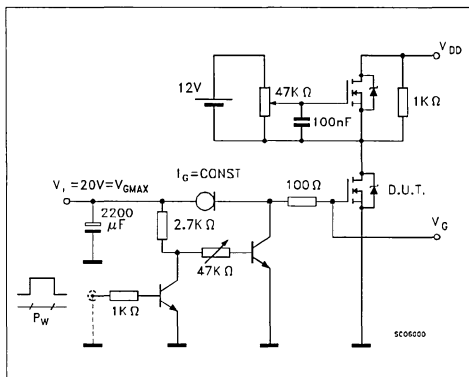 V DD
12V
47K Ω
100nF
1K Ω
I G = CONST
V i = 20V = V GMAX
2200
μF
2.7K Ω
100 Ω
D.U.T.
V G
47K Ω
1K Ω
P W
SC06000